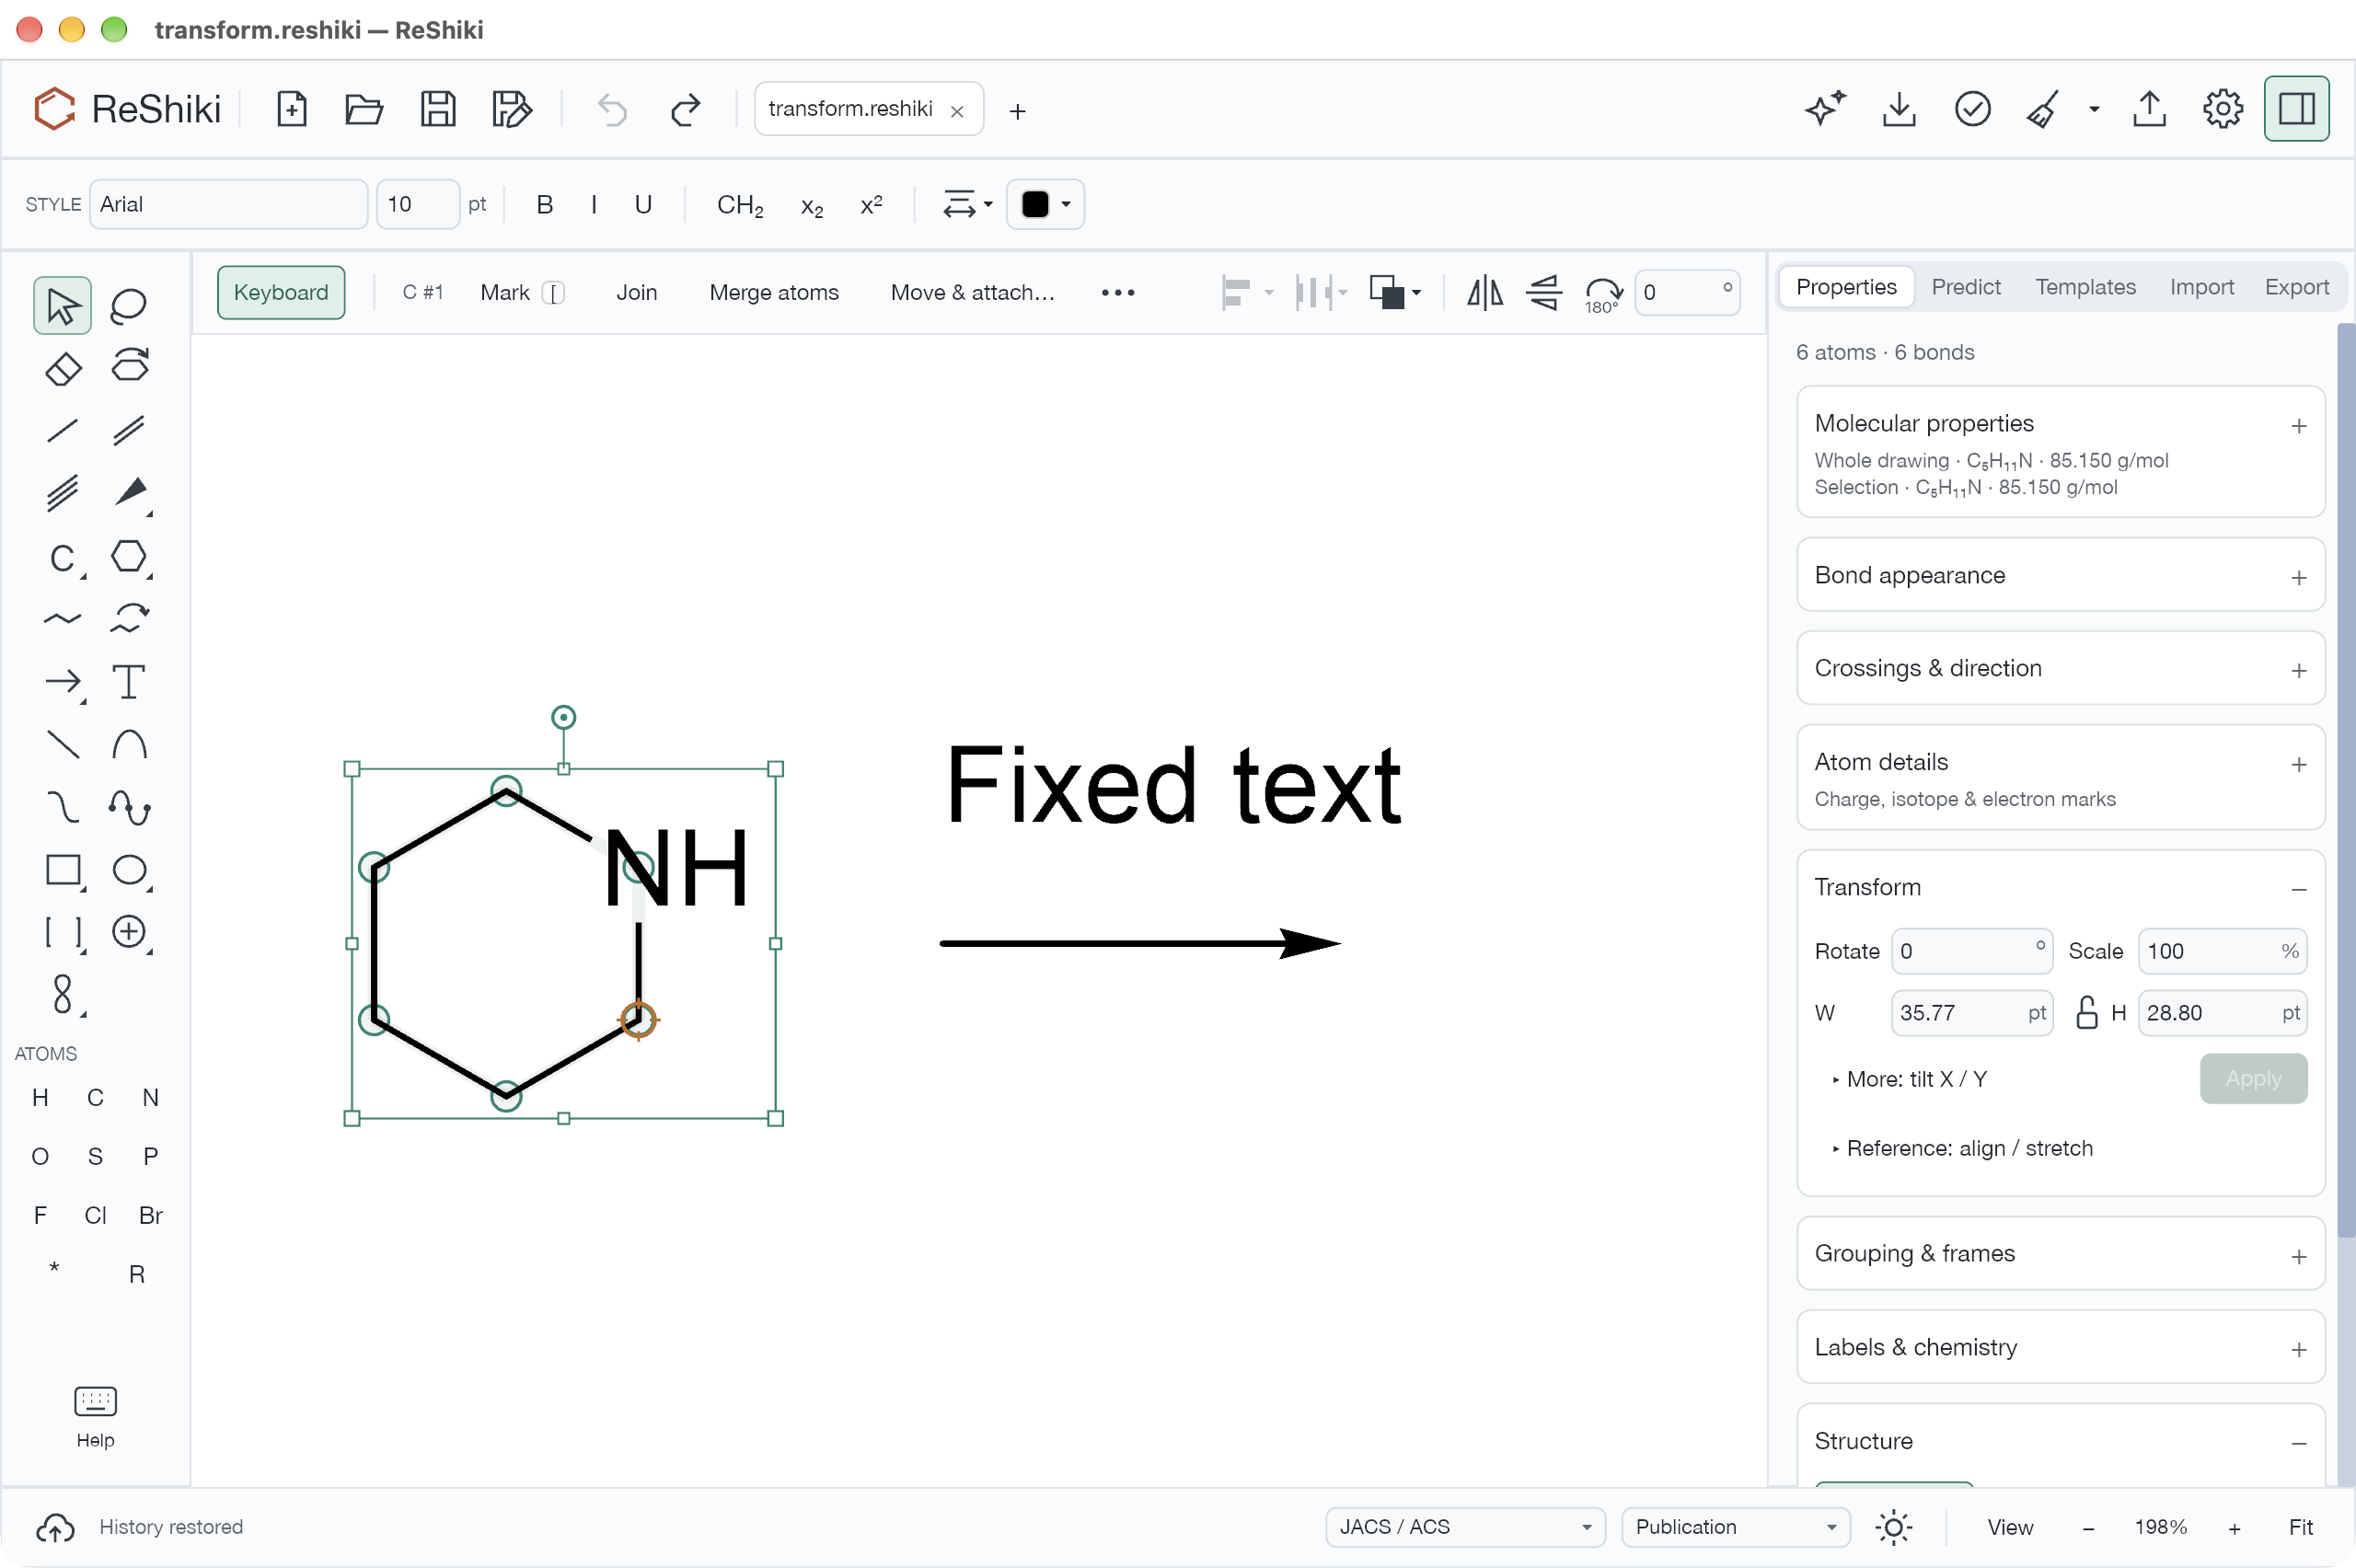 transform.reshiki — ReShiki
ReShiki
transform.reshiki × +
STYLE Arial 10 pt B I U CH₂ x₂ x²
Keyboard C #1 Mark [ Join Merge atoms Move & attach... ••• 180° 0 °
Properties Predict Templates Import Export
6 atoms · 6 bonds
Molecular properties +
Whole drawing · C₅H₁₁N · 85.150 g/mol
Selection · C₅H₁₁N · 85.150 g/mol
Bond appearance +
Crossings & direction +
Atom details +
Charge, isotope & electron marks
Transform −
Rotate 0 ° Scale 100 %
W 35.77 pt H 28.80 pt
More: tilt X / Y Apply
Reference: align / stretch
Grouping & frames +
Labels & chemistry +
Structure −
C
T
[ ]
ATOMS
H C N
O S P
F Cl Br
* R
Help
NH
Fixed text
History restored JACS / ACS Publication View − 198% + Fit